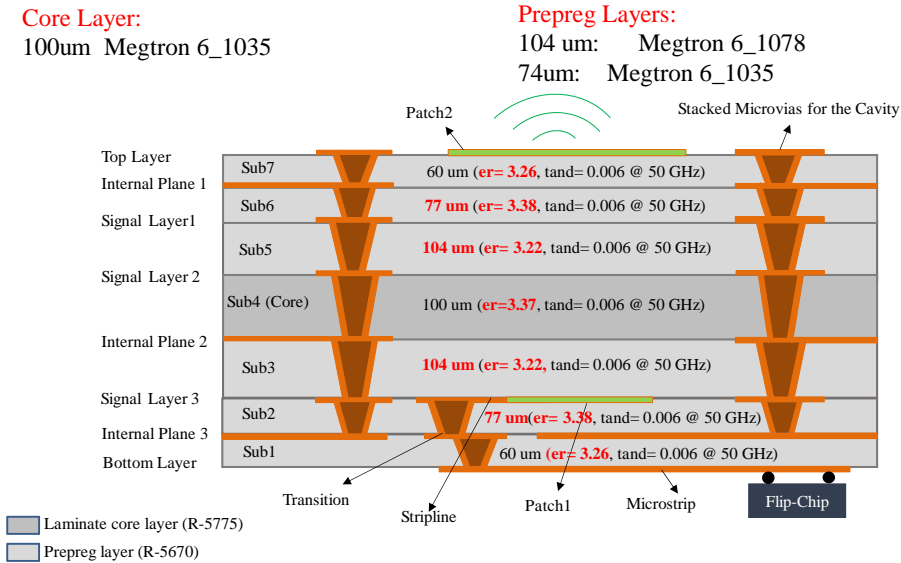 Core Layer:
100um Megtron 6_1035
Prepreg Layers:
104 um: Megtron 6_1078
74um: Megtron 6_1035
Patch2
Stacked Microvias for the Cavity
Top Layer
Sub7
60 um (er= 3.26, tand= 0.006 @ 50 GHz)
Internal Plane 1
Sub6
77 um (er= 3.38, tand= 0.006 @ 50 GHz)
Signal Layer1
Sub5
104 um (er= 3.22, tand= 0.006 @ 50 GHz)
Signal Layer 2
Sub4 (Core)
100 um (er=3.37, tand= 0.006 @ 50 GHz)
Internal Plane 2
Sub3
104 um (er= 3.22, tand= 0.006 @ 50 GHz)
Signal Layer 3
Sub2
77 um(er= 3.38, tand= 0.006 @ 50 GHz)
Internal Plane 3
Sub1
60 um (er= 3.26, tand= 0.006 @ 50 GHz)
Bottom Layer
Transition
Stripline
Patch1
Microstrip
Flip-Chip
Laminate core layer (R-5775)
Prepreg layer (R-5670)